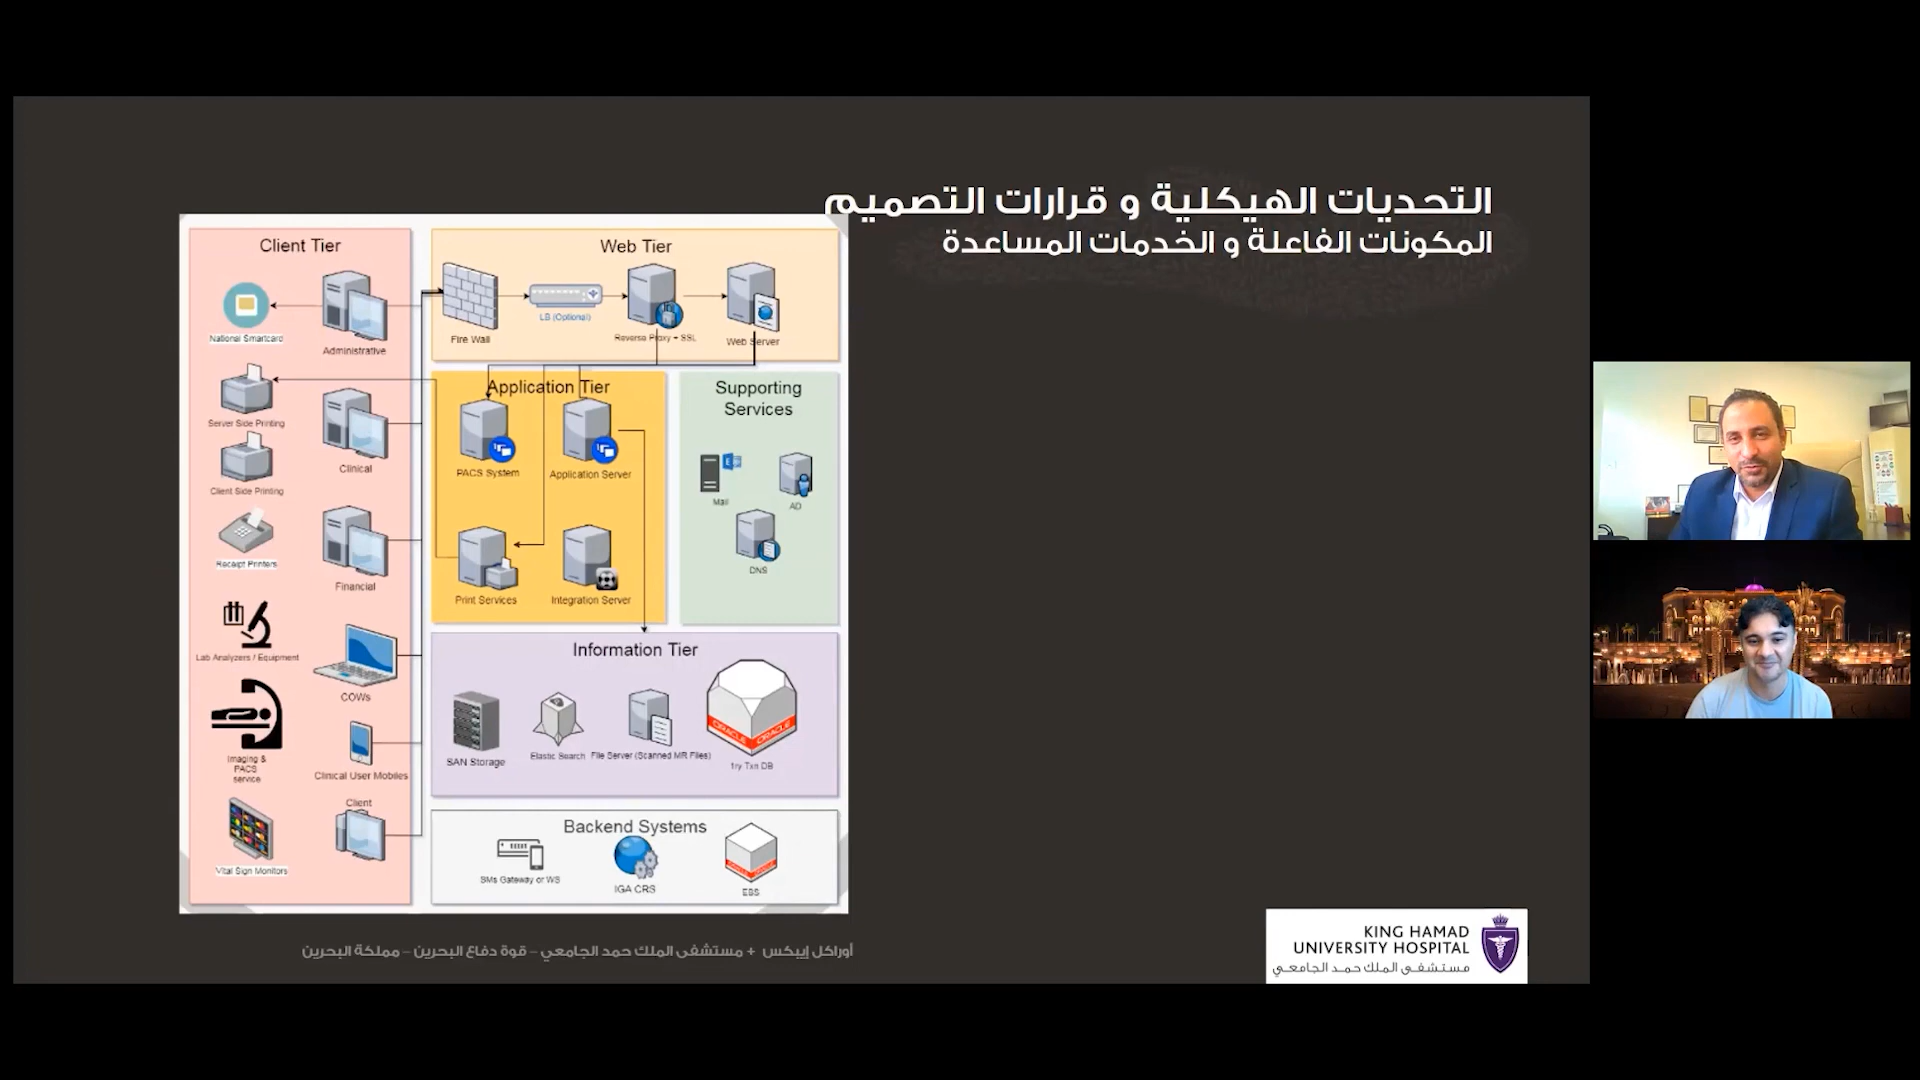 التحديات الهيكلية و قرارات التصميم
المكونات الفاعلة و الخدمات المساعدة
Client Tier
National Smartcard
Administrative
Server Side Printing
Clinical
Client Side Printing
Receipt Printers
Financial
Lab Analyzers / Equipment
COWs
Imaging &
PACS
service
Clinical User Mobiles
Client
Vital Sign Monitors
Web Tier
Fire Wall
LB (Optional)
Reverse Proxy + SSL
Web Server
Application Tier
PACS System
Application Server
Print Services
Integration Server
Supporting
Services
Mail
AD
DNS
Information Tier
SAN Storage
Elastic Search
File Server (Scanned MR Files)
ORACLE ORACLE
1ry Txn DB
Backend Systems
SMs Gateway or WS
IGA CRS
EBS
أوراكل إيبكس + مستشفى الملك حمد الجامعي – قوة دفاع البحرين – مملكة البحرين
KING HAMAD
UNIVERSITY HOSPITAL
مستشفى الملك حمد الجامعي